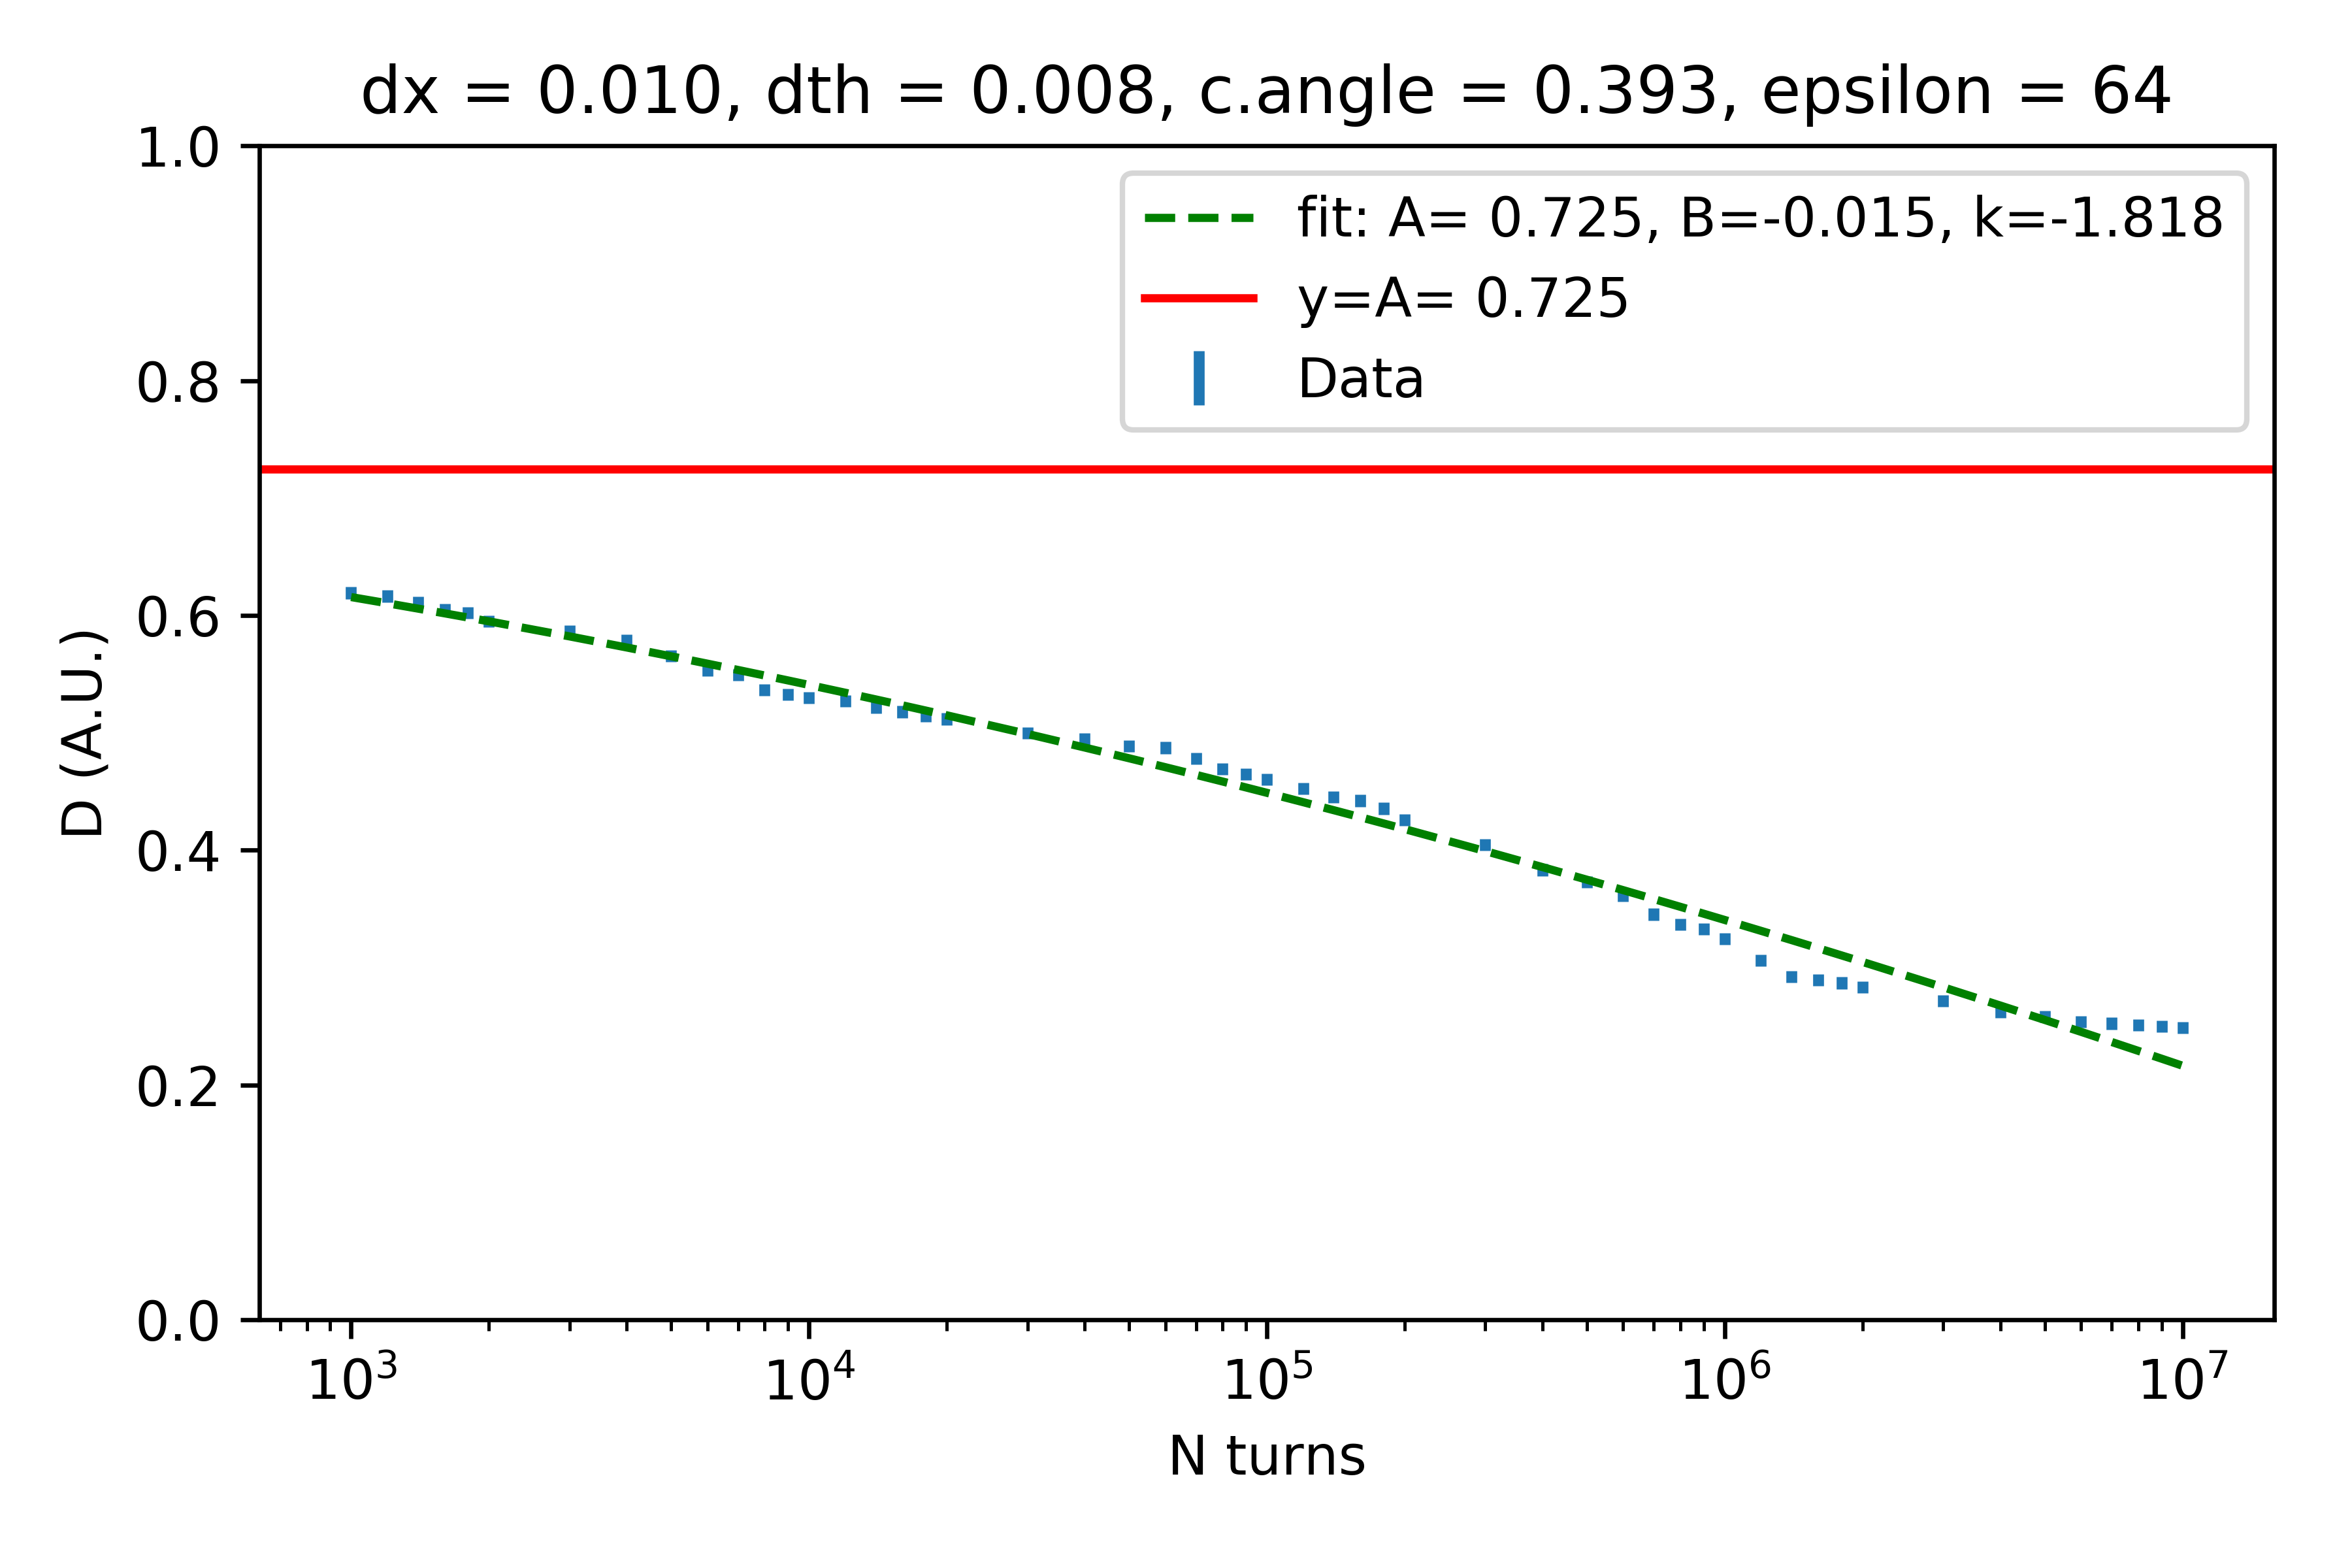 dx = 0.010, dth = 0.008, c.angle = 0.393, epsilon = 64
1.0
0.8
0.6
0.4
0.2
0.0
D (A.U.)
fit: A= 0.725, B=-0.015, k=-1.818
y=A= 0.725
Data
10³ 10⁴ 10⁵ 10⁶ 10⁷
N turns